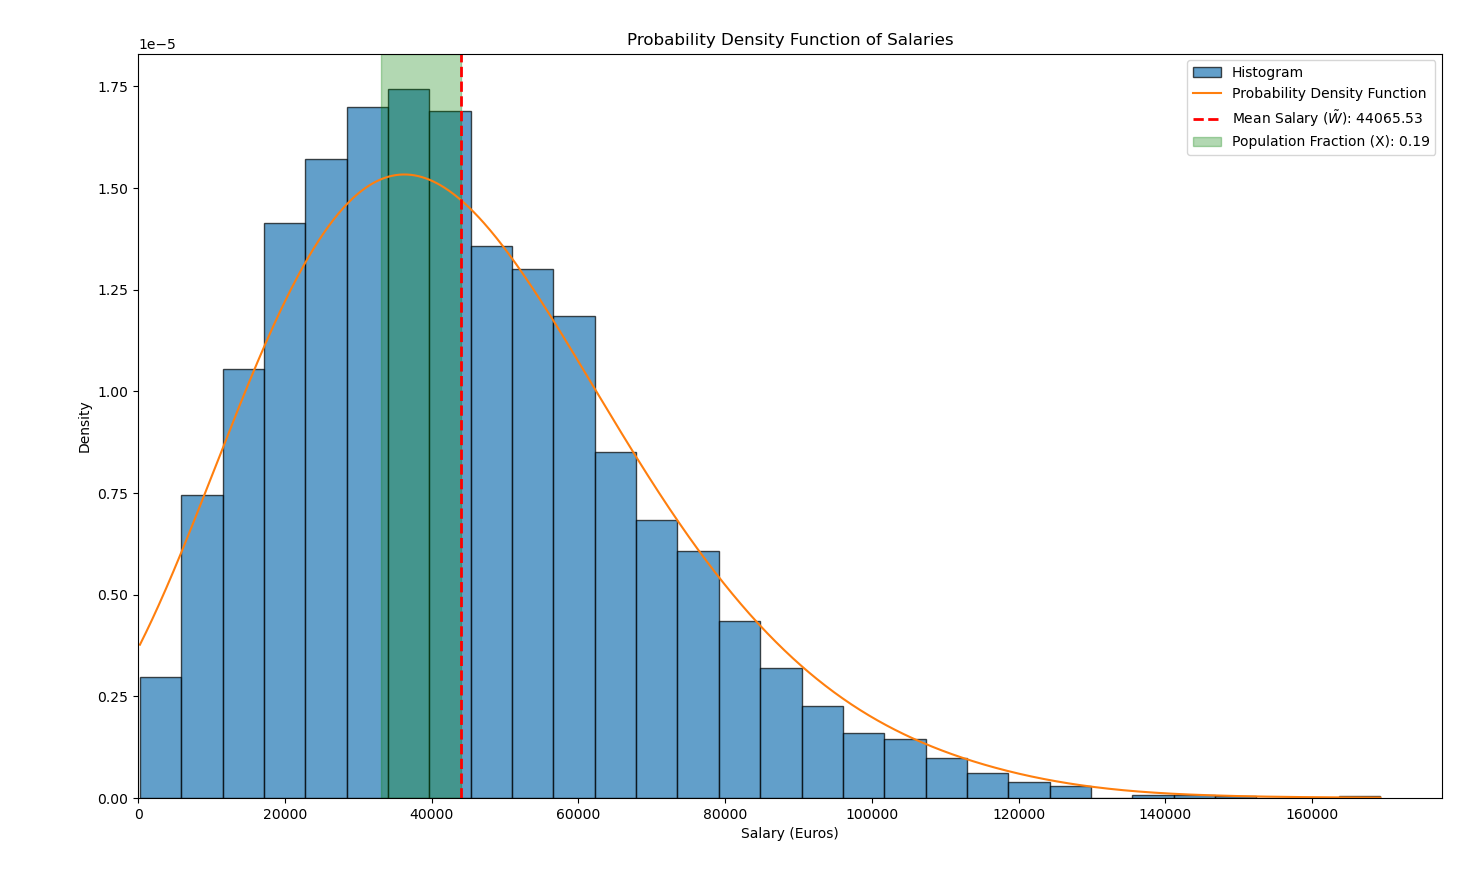 Probability Density Function of Salaries
1e−5
Histogram
Probability Density Function
Mean Salary (W̃): 44065.53
Population Fraction (X): 0.19
1.75
1.50
1.25
1.00
0.75
0.50
0.25
0.00
Density
0 20000 40000 60000 80000 100000 120000 140000 160000
Salary (Euros)